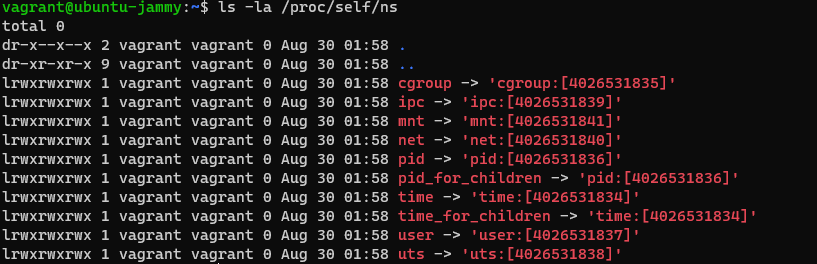 vagrant@ubuntu-jammy:~$ ls -la /proc/self/ns
total 0
dr-x--x--x 2 vagrant vagrant 0 Aug 30 01:58 .
dr-xr-xr-x 9 vagrant vagrant 0 Aug 30 01:58 ..
lrwxrwxrwx 1 vagrant vagrant 0 Aug 30 01:58 cgroup -> 'cgroup:[4026531835]'
lrwxrwxrwx 1 vagrant vagrant 0 Aug 30 01:58 ipc -> 'ipc:[4026531839]'
lrwxrwxrwx 1 vagrant vagrant 0 Aug 30 01:58 mnt -> 'mnt:[4026531841]'
lrwxrwxrwx 1 vagrant vagrant 0 Aug 30 01:58 net -> 'net:[4026531840]'
lrwxrwxrwx 1 vagrant vagrant 0 Aug 30 01:58 pid -> 'pid:[4026531836]'
lrwxrwxrwx 1 vagrant vagrant 0 Aug 30 01:58 pid_for_children -> 'pid:[4026531836]'
lrwxrwxrwx 1 vagrant vagrant 0 Aug 30 01:58 time -> 'time:[4026531834]'
lrwxrwxrwx 1 vagrant vagrant 0 Aug 30 01:58 time_for_children -> 'time:[4026531834]'
lrwxrwxrwx 1 vagrant vagrant 0 Aug 30 01:58 user -> 'user:[4026531837]'
lrwxrwxrwx 1 vagrant vagrant 0 Aug 30 01:58 uts -> 'uts:[4026531838]'